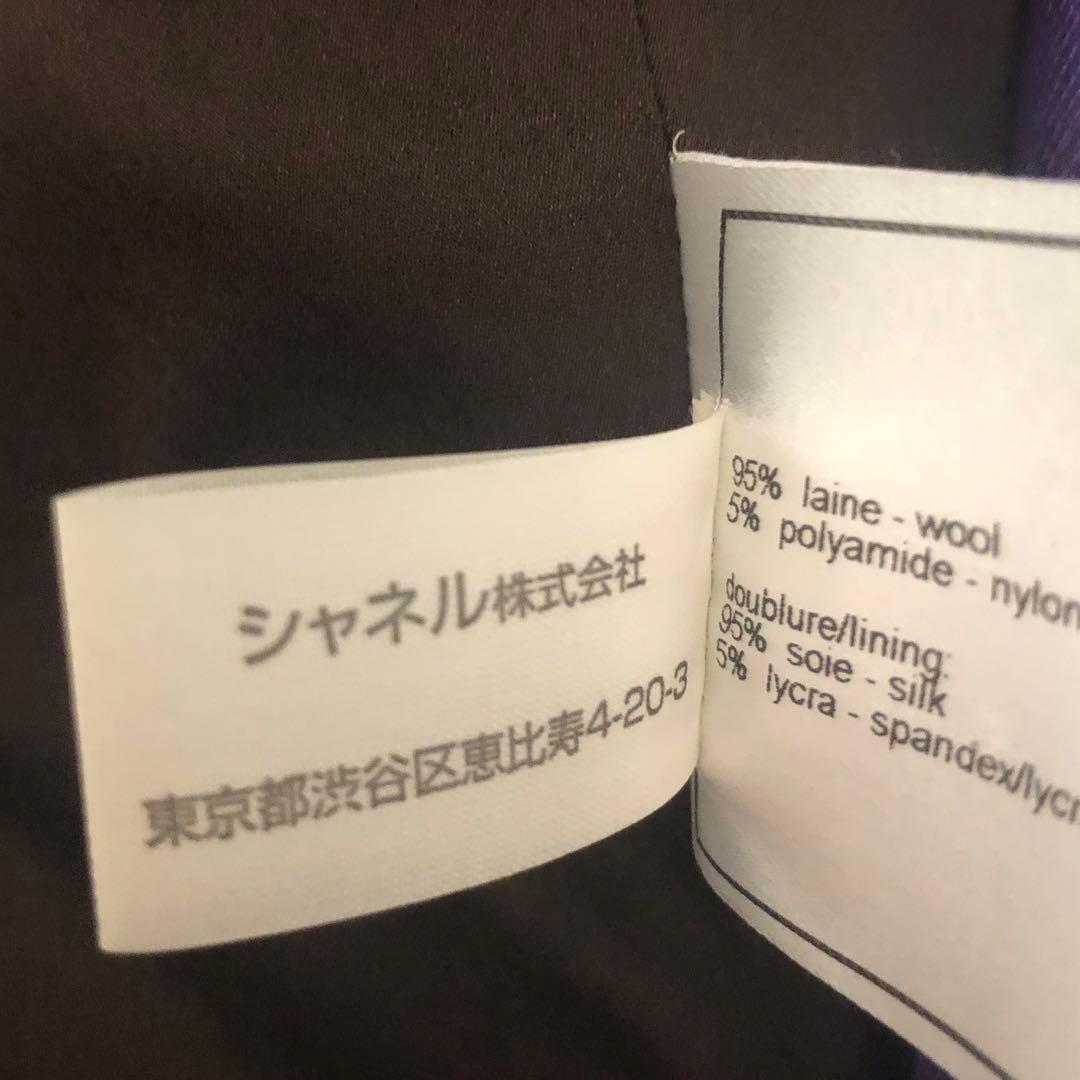 シャネル株式会社
東京都渋谷区恵比寿4-20-3
95% laine - wool
5% polyamide - nylon
doublure/lining:
95% soie - silk
5% lycra - spandex/lycr